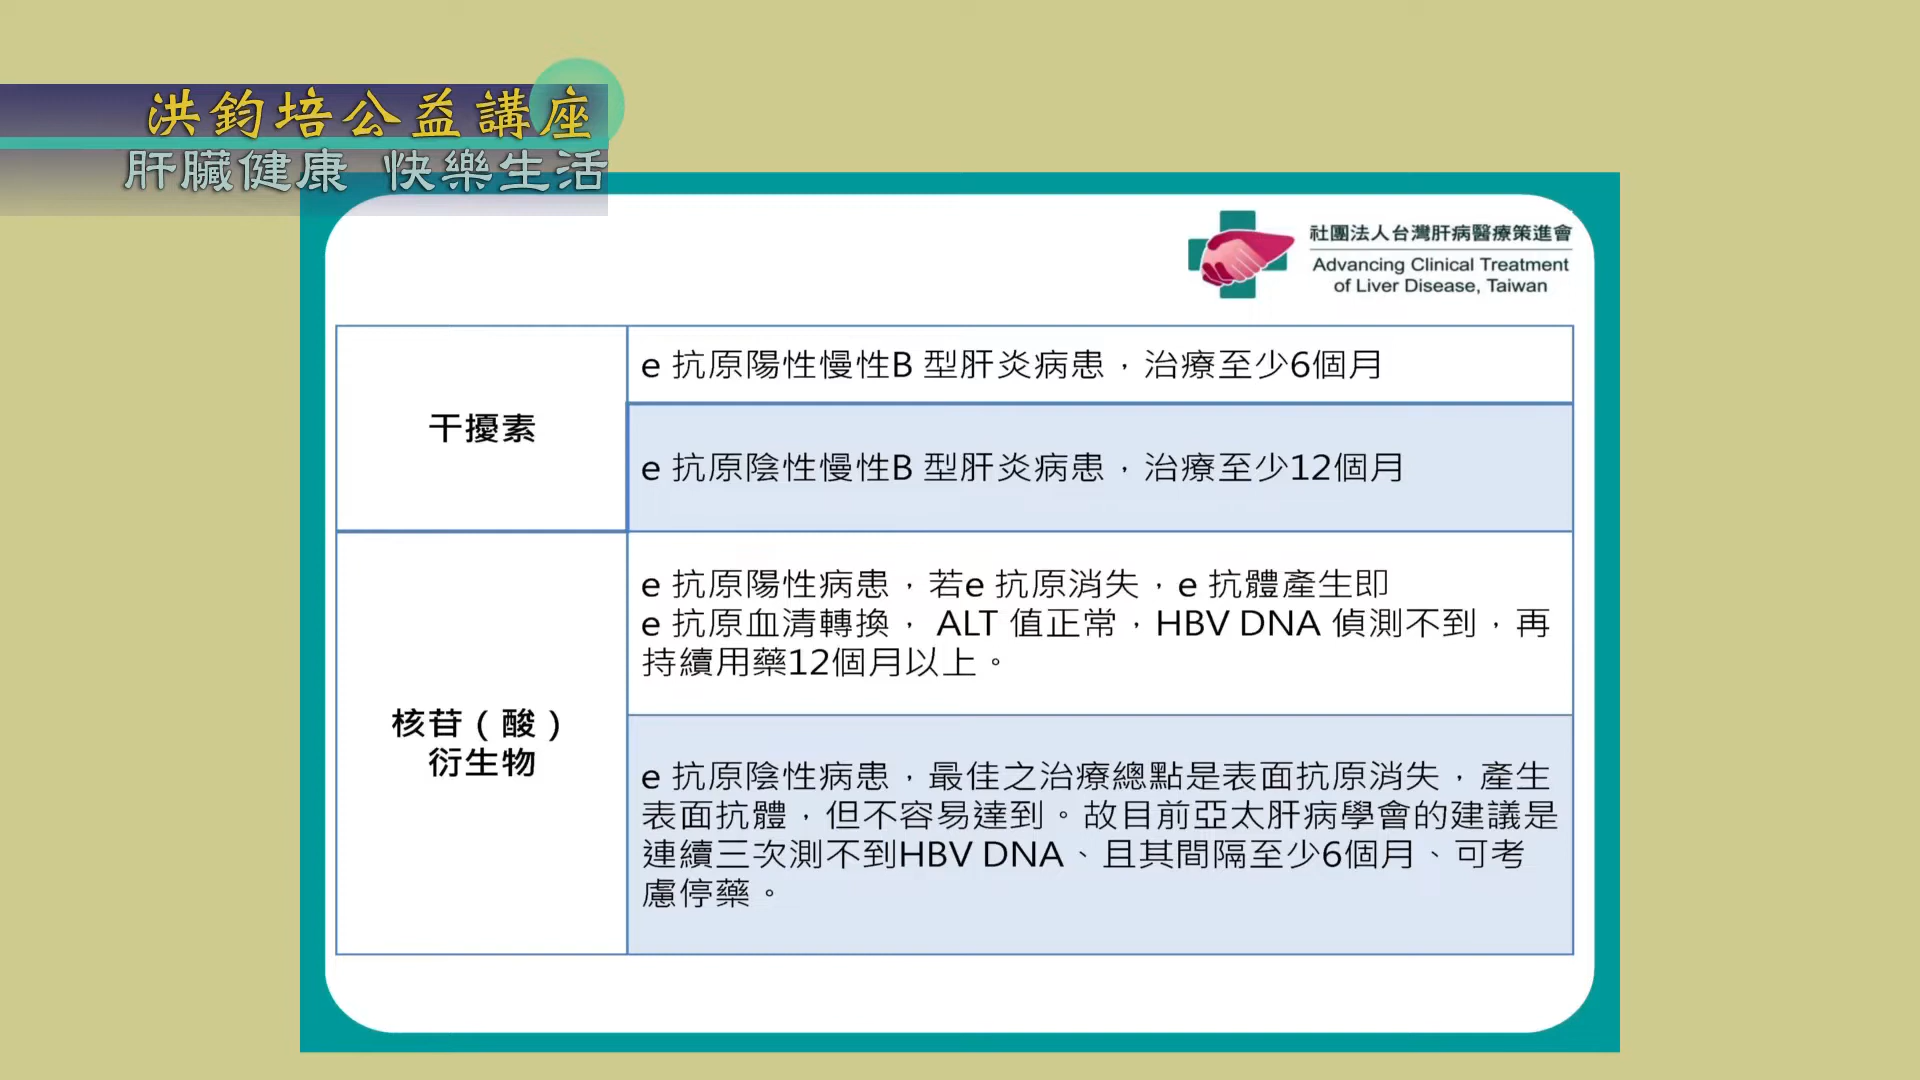 洪鈞培公益講座
肝臟健康 快樂生活
社團法人台灣肝病醫療策進會
Advancing Clinical Treatment
of Liver Disease, Taiwan
干擾素
e 抗原陽性慢性B 型肝炎病患，治療至少6個月
e 抗原陰性慢性B 型肝炎病患，治療至少12個月
核苷（酸）
衍生物
e 抗原陽性病患，若e 抗原消失，e 抗體產生即
e 抗原血清轉換， ALT 值正常，HBV DNA 偵測不到，再
持續用藥12個月以上。
e 抗原陰性病患，最佳之治療總點是表面抗原消失，產生
表面抗體，但不容易達到。故目前亞太肝病學會的建議是
連續三次測不到HBV DNA、且其間隔至少6個月、可考
慮停藥。